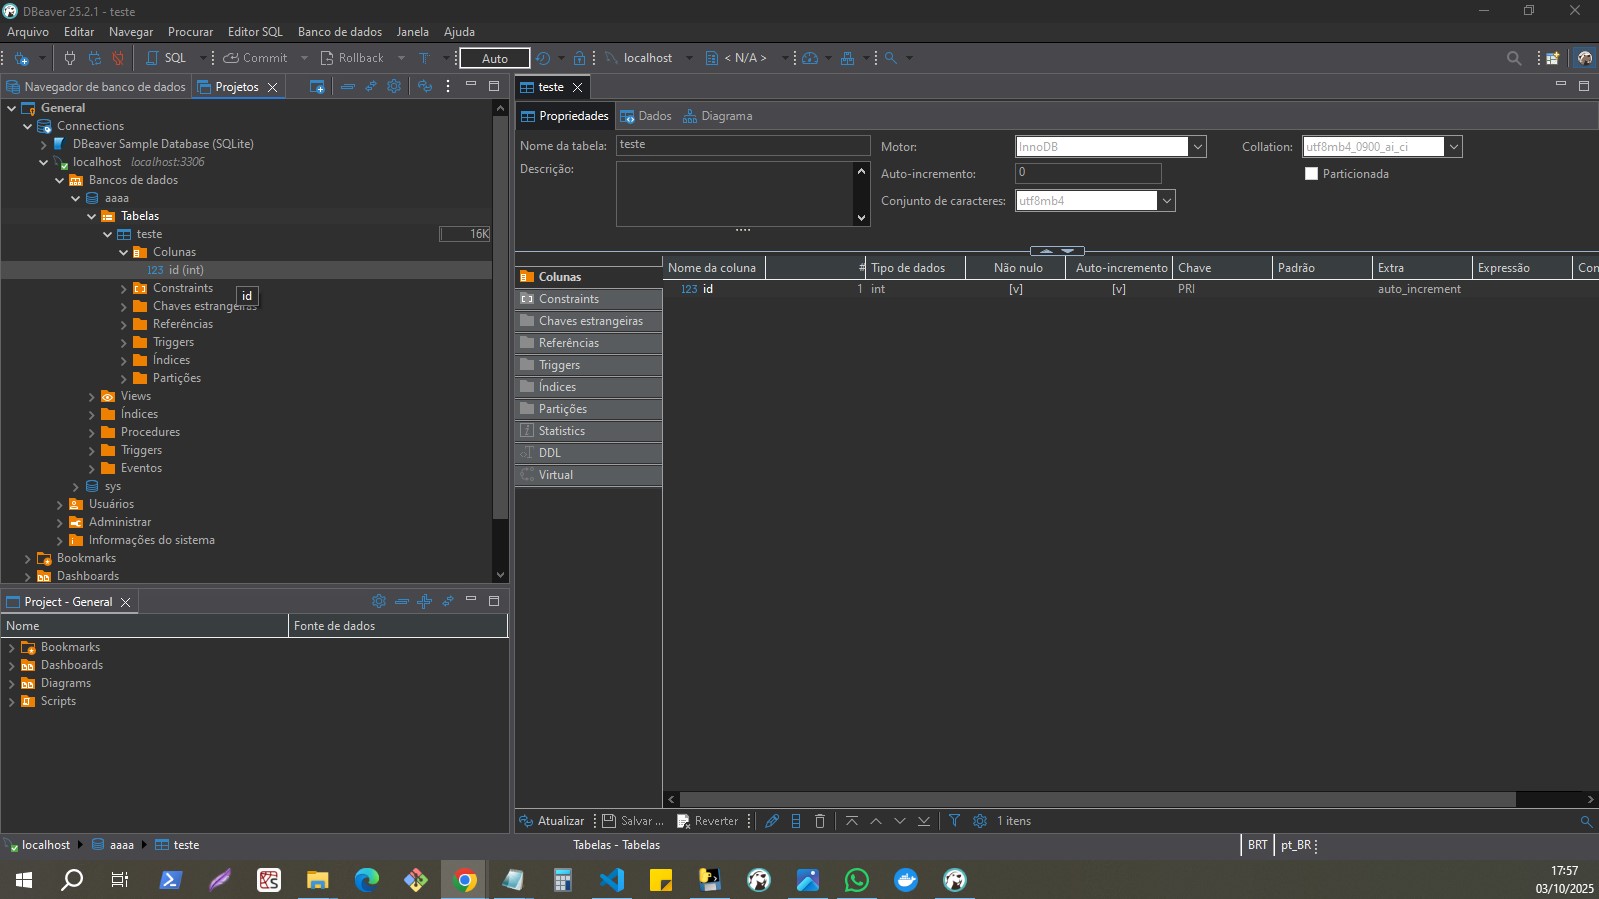 DBeaver 25.2.1 - teste
Arquivo Editar Navegar Procurar Editor SQL Banco de dados Janela Ajuda
SQL Commit Rollback T Auto localhost < N/A >
Navegador de banco de dados Projetos
General
Connections
DBeaver Sample Database (SQLite)
localhost localhost:3306
Bancos de dados
aaaa
Tabelas
teste 16K
Colunas
123 id (int)
Constraints
id
Chaves estrangeiras
Referências
Triggers
Índices
Partições
Views
Índices
Procedures
Triggers
Eventos
sys
Usuários
Administrar
Informações do sistema
Bookmarks
Dashboards
Project - General
Nome Fonte de dados
Bookmarks
Dashboards
Diagrams
Scripts
teste
Propriedades Dados Diagrama
Nome da tabela: teste Motor: InnoDB Collation: utf8mb4_0900_ai_ci
Descrição: Auto-incremento: 0 Particionada
Conjunto de caracteres: utf8mb4
Colunas
Constraints
Chaves estrangeiras
Referências
Triggers
Índices
Partições
Statistics
DDL
Virtual
Nome da coluna # Tipo de dados Não nulo Auto-incremento Chave Padrão Extra Expressão Con
123 id 1 int [v] [v] PRI auto_increment
Atualizar Salvar ... Reverter 1 itens
localhost aaaa teste Tabelas - Tabelas BRT pt_BR
17:57
03/10/2025